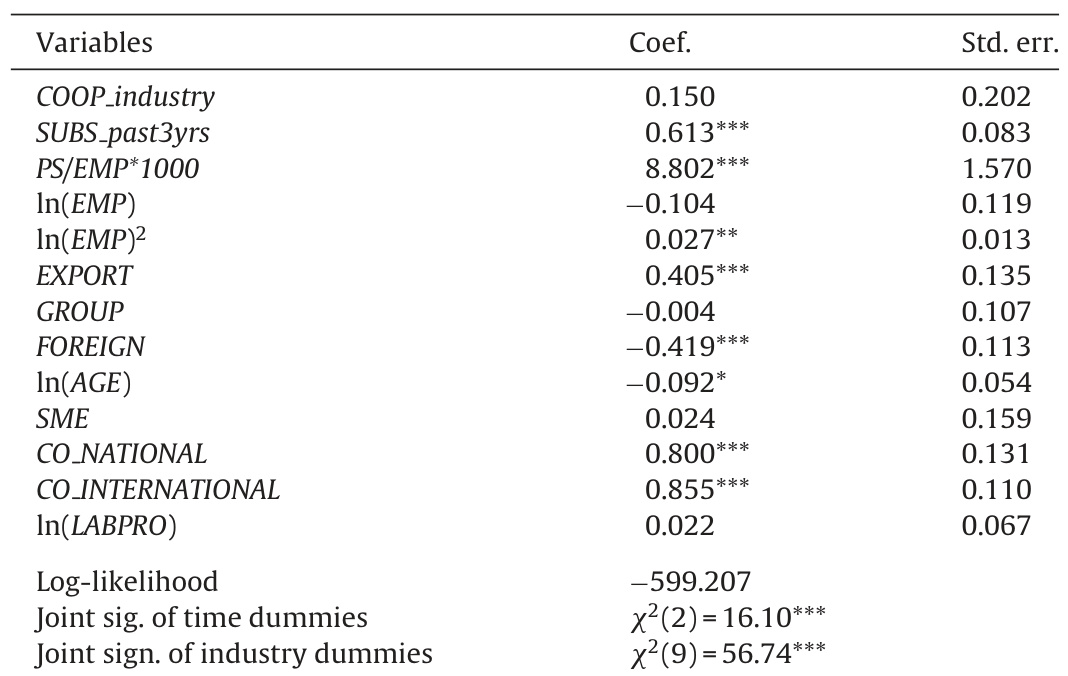 Variables Coef. Std. err.
COOP_industry 0.150 0.202
SUBS_past3yrs 0.613*** 0.083
PS/EMP*1000 8.802*** 1.570
ln(EMP) −0.104 0.119
ln(EMP)² 0.027** 0.013
EXPORT 0.405*** 0.135
GROUP −0.004 0.107
FOREIGN −0.419*** 0.113
ln(AGE) −0.092* 0.054
SME 0.024 0.159
CO_NATIONAL 0.800*** 0.131
CO_INTERNATIONAL 0.855*** 0.110
ln(LABPRO) 0.022 0.067
Log-likelihood −599.207
Joint sig. of time dummies χ²(2) = 16.10***
Joint sign. of industry dummies χ²(9) = 56.74***